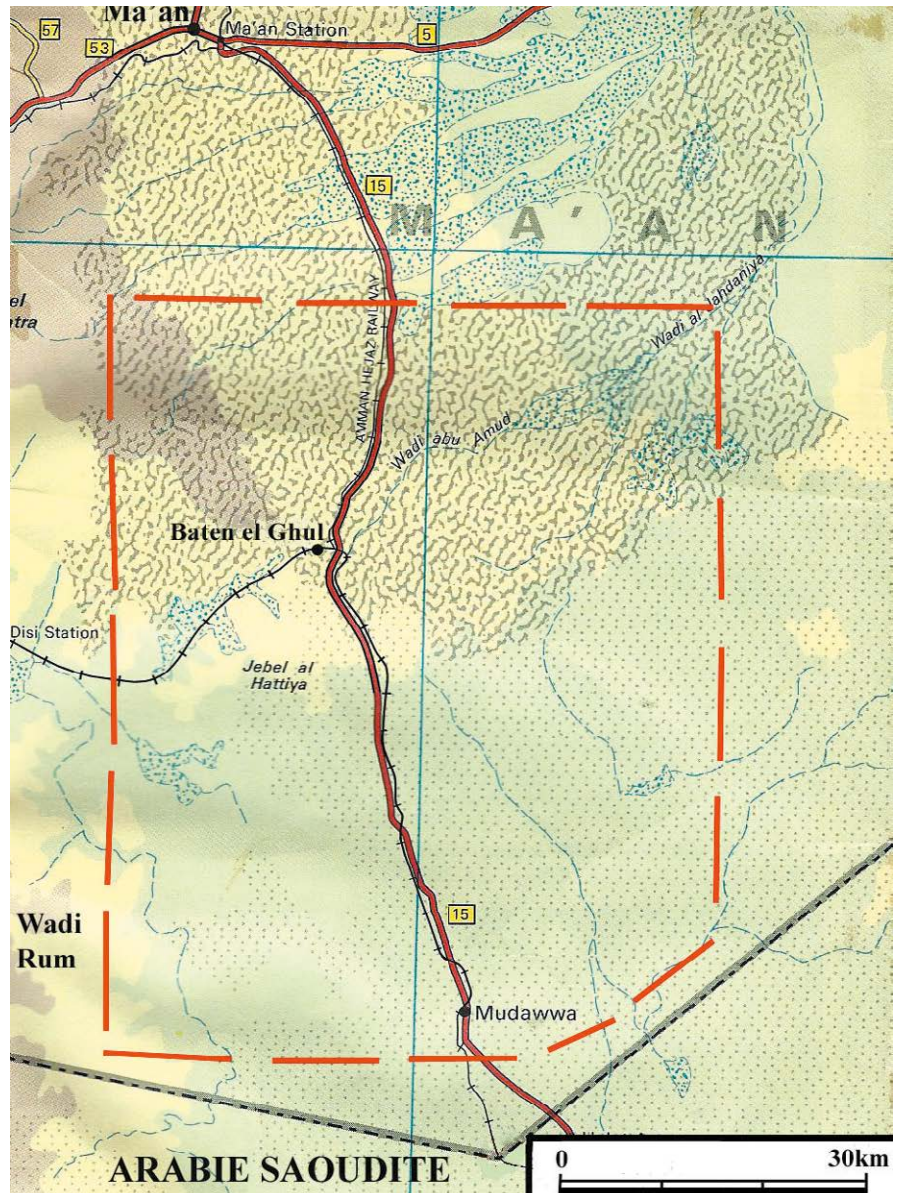 Ma'an
57
53
Ma'an Station
5
15
M A ' A N
AMMAN HEJAZ RAILWAY
Wadi al Jahdaniya
el
atra
Wadi abu Amud
Baten el Ghul
Disi Station
Jebel al
Hattiya
15
Wadi
Rum
Mudawwa
ARABIE SAOUDITE
0 30km